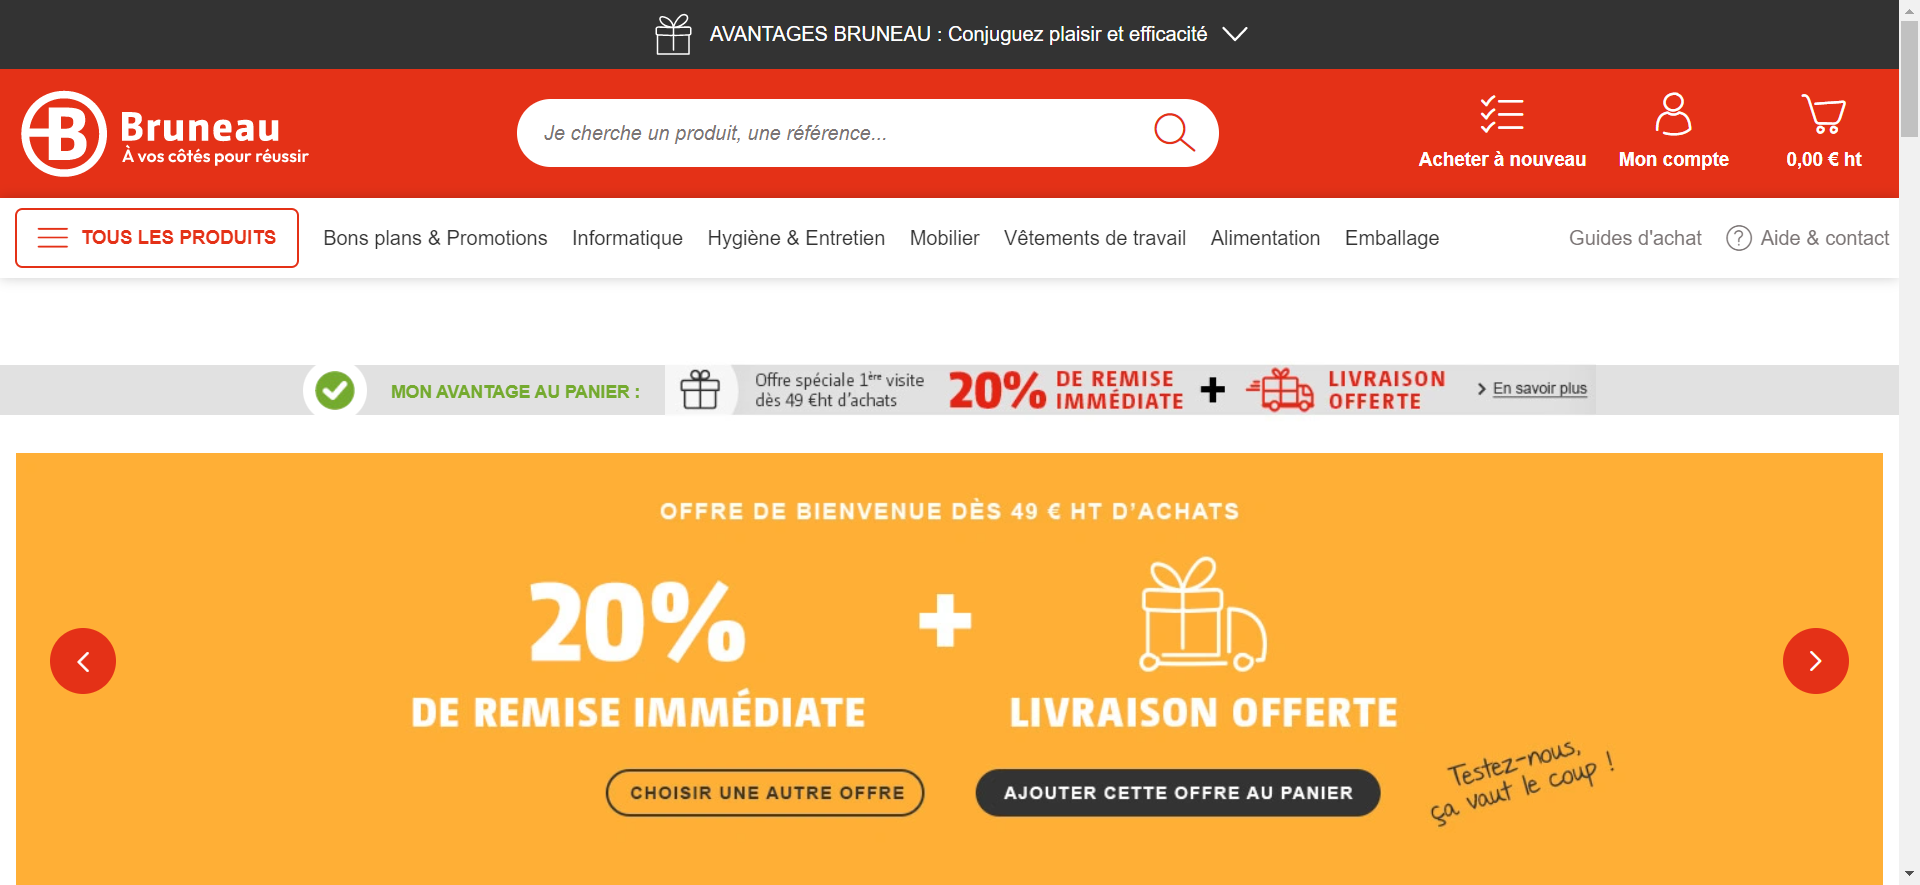 AVANTAGES BRUNEAU : Conjuguez plaisir et efficacité
B Bruneau
À vos côtés pour réussir
Je cherche un produit, une référence...
Acheter à nouveau
Mon compte
0,00 € ht
TOUS LES PRODUITS
Bons plans & Promotions
Informatique
Hygiène & Entretien
Mobilier
Vêtements de travail
Alimentation
Emballage
Guides d'achat
? Aide & contact
MON AVANTAGE AU PANIER :
Offre spéciale 1ère visite
dès 49 €ht d'achats
20% DE REMISE
IMMÉDIATE
+
LIVRAISON
OFFERTE
> En savoir plus
OFFRE DE BIENVENUE DÈS 49 € HT D'ACHATS
20%
DE REMISE IMMÉDIATE
+
LIVRAISON OFFERTE
CHOISIR UNE AUTRE OFFRE
AJOUTER CETTE OFFRE AU PANIER
Testez-nous,
ça vaut le coup !